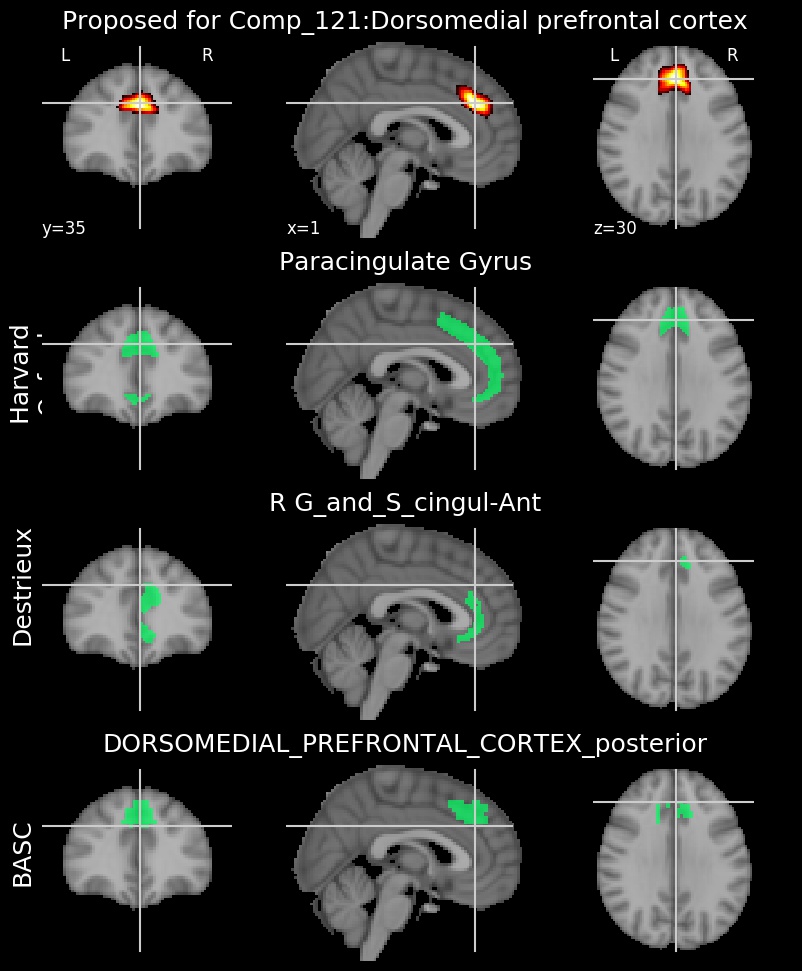 Proposed for Comp_121:Dorsomedial prefrontal cortex
L R L R
y=35 x=1 z=30
Paracingulate Gyrus
Harvard
R G_and_S_cingul-Ant
Destrieux
DORSOMEDIAL_PREFRONTAL_CORTEX_posterior
BASC